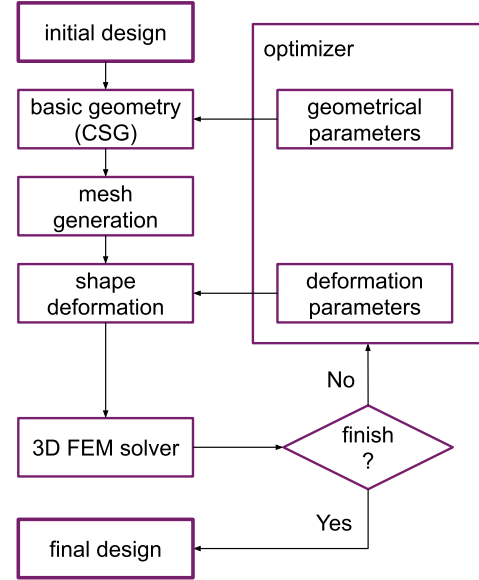 initial design
optimizer
basic geometry
(CSG)
geometrical
parameters
mesh
generation
shape
deformation
deformation
parameters
No
3D FEM solver
finish
?
Yes
final design